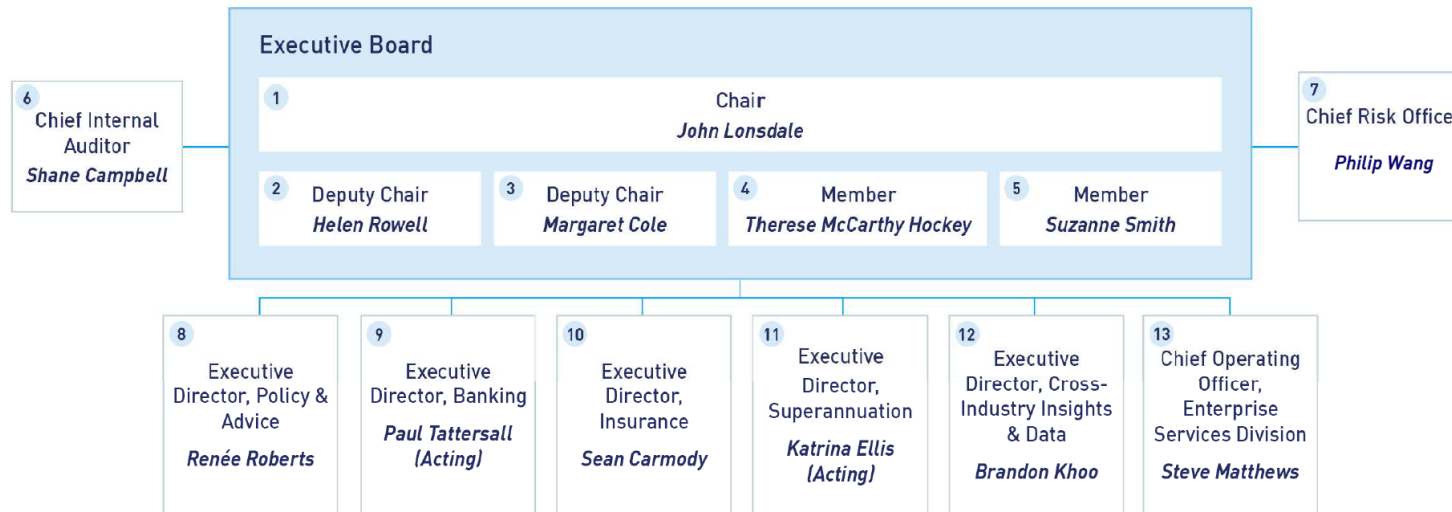 Executive Board
1
Chair
John Lonsdale
2
Deputy Chair
Helen Rowell
3
Deputy Chair
Margaret Cole
4
Member
Therese McCarthy Hockey
5
Member
Suzanne Smith
6
Chief Internal
Auditor
Shane Campbell
7
Chief Risk Office
Philip Wang
8
Executive
Director, Policy &
Advice
Renée Roberts
9
Executive
Director, Banking
Paul Tattersall
(Acting)
10
Executive
Director,
Insurance
Sean Carmody
11
Executive
Director,
Superannuation
Katrina Ellis
(Acting)
12
Executive
Director, Cross-
Industry Insights
& Data
Brandon Khoo
13
Chief Operating
Officer,
Enterprise
Services Division
Steve Matthews